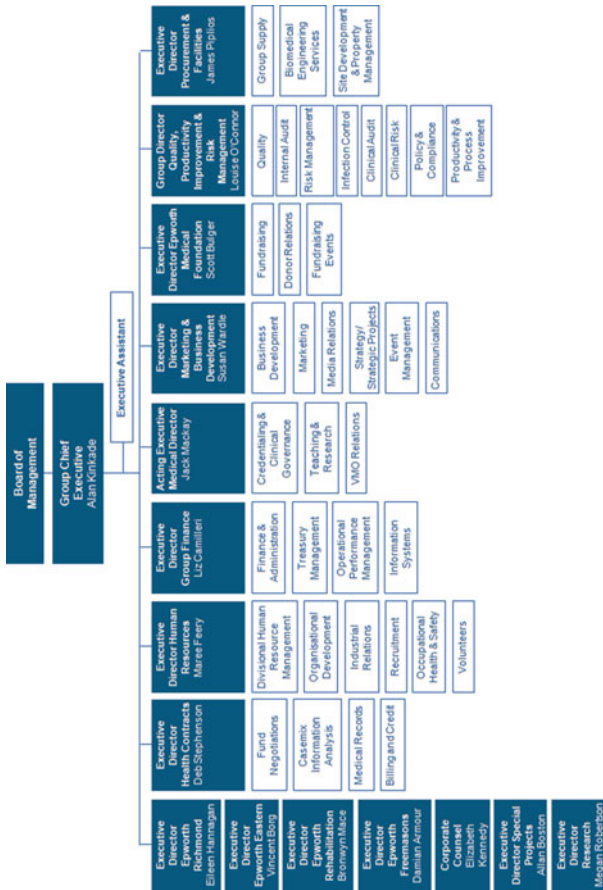 Board of
Management
Group Chief
Executive
Alan Kinkade
Executive Assistant
Executive
Director
Epworth
Richmond
Eileen Hannagan
Executive
Director
Epworth Eastern
Vincent Borg
Executive
Director
Epworth
Rehabilitation
Bronwyn Mace
Executive
Director
Epworth
Freemasons
Damian Armour
Corporate
Counsel
Elizabeth
Kennedy
Executive
Director Special
Projects
Allan Boston
Executive
Director
Research
Megan Robertson
Executive
Director
Health Contracts
Deb Stephenson
Fund
Negotiations
Casemix
Information
Analysis
Medical Records
Billing and Credit
Executive
Director Human
Resources
Maree Feery
Divisional Human
Resource
Management
Organisational
Development
Industrial
Relations
Recruitment
Occupational
Health & Safety
Volunteers
Executive
Director
Group Finance
Liz Camilleri
Finance &
Administration
Treasury
Management
Operational
Performance
Management
Information
Systems
Acting Executive
Medical Director
Jack Mackay
Credentialing &
Clinical
Governance
Teaching &
Research
VMO Relations
Executive
Director
Marketing &
Business
Development
Susan Wardle
Business
Development
Marketing
Media Relations
Strategy/
Strategic Projects
Event
Management
Communications
Executive
Director Epworth
Medical
Foundation
Scott Bulger
Fundraising
Donor Relations
Fundraising
Events
Group Director
Quality,
Productivity
Improvement &
Risk
Management
Louise O'Connor
Quality
Internal Audit
Risk Management
Infection Control
Clinical Audit
Clinical Risk
Policy &
Compliance
Productivity &
Process
Improvement
Executive
Director
Procurement &
Facilities
James Piplios
Group Supply
Biomedical
Engineering
Services
Site Development
& Property
Management